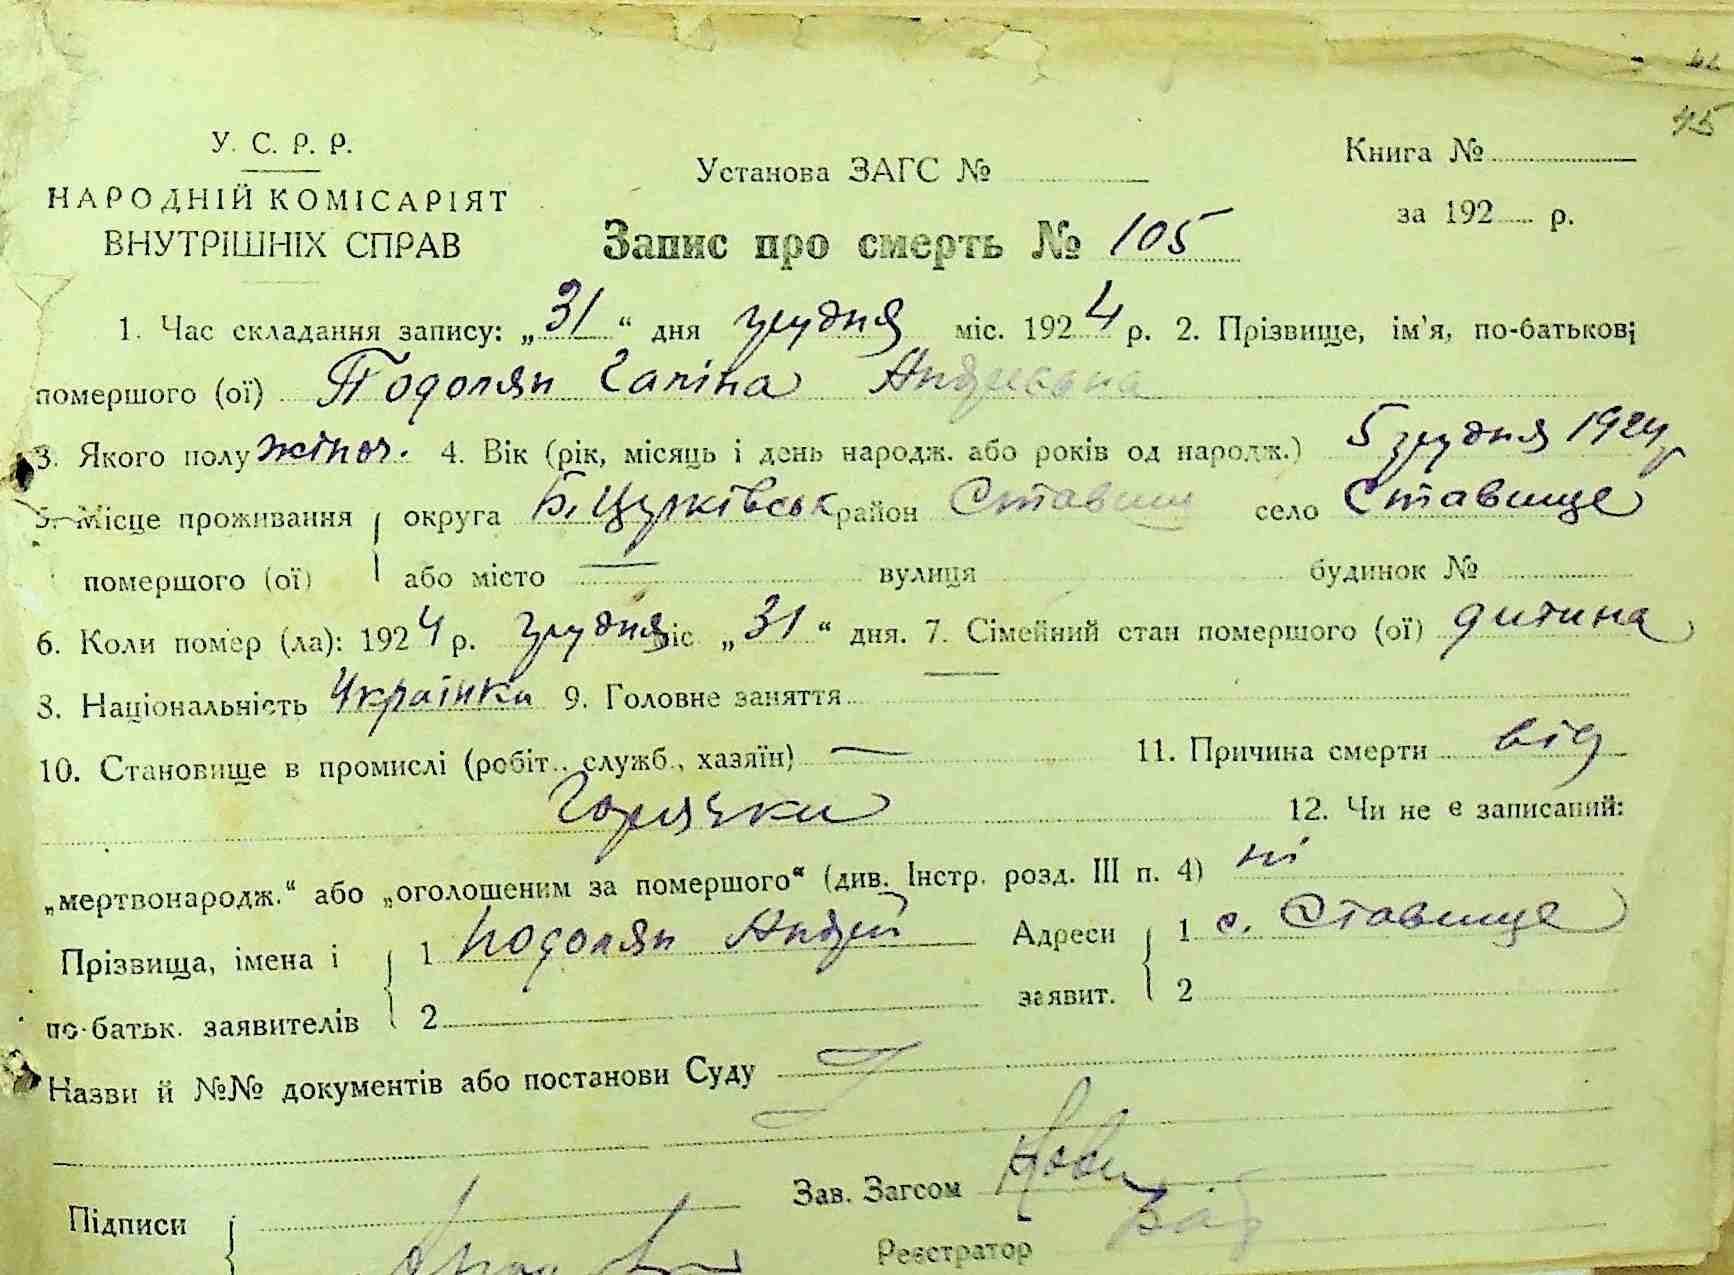 45
У. С. Р. Р.
НАРОДНІЙ КОМІСАРІЯТ
ВНУТРІШНІХ СПРАВ
Установа ЗАГС №
Книга №
за 192 р.
Запис про смерть № 105
1. Час складання запису: „31“ дня грудня міс. 1924 р. 2. Прізвище, ім'я, по-батькові
помершого (ої) Подолян Галіна Андреєвна
3. Якого полу жіноч. 4. Вік (рік, місяць і день народж. або років од народж.) 5 грудня 1924 р
5. Місце проживання округа Б. Церківськ район Ставищ село Ставище
помершого (ої) або місто — вулиця будинок №
6. Коли помер (ла): 1924 р. грудня міс. „31“ дня. 7. Сімейний стан помершого (ої) дитина
8. Національність Українка 9. Головне заняття —
10. Становище в промислі (робіт., служб., хазяїн) — 11. Причина смерти від
Горячки 12. Чи не є записаний:
„мертвонародж.“ або „оголошеним за помершого“ (див. Інстр. розд. III п. 4) ні
Прізвища, імена і 1 Подолян Андрей Адреси 1 с. Ставище
по-батьк. заявителів 2 заявит. 2
Назви й №№ документів або постанови Суду
Зав. Загсом
Підписи
Реєстратор